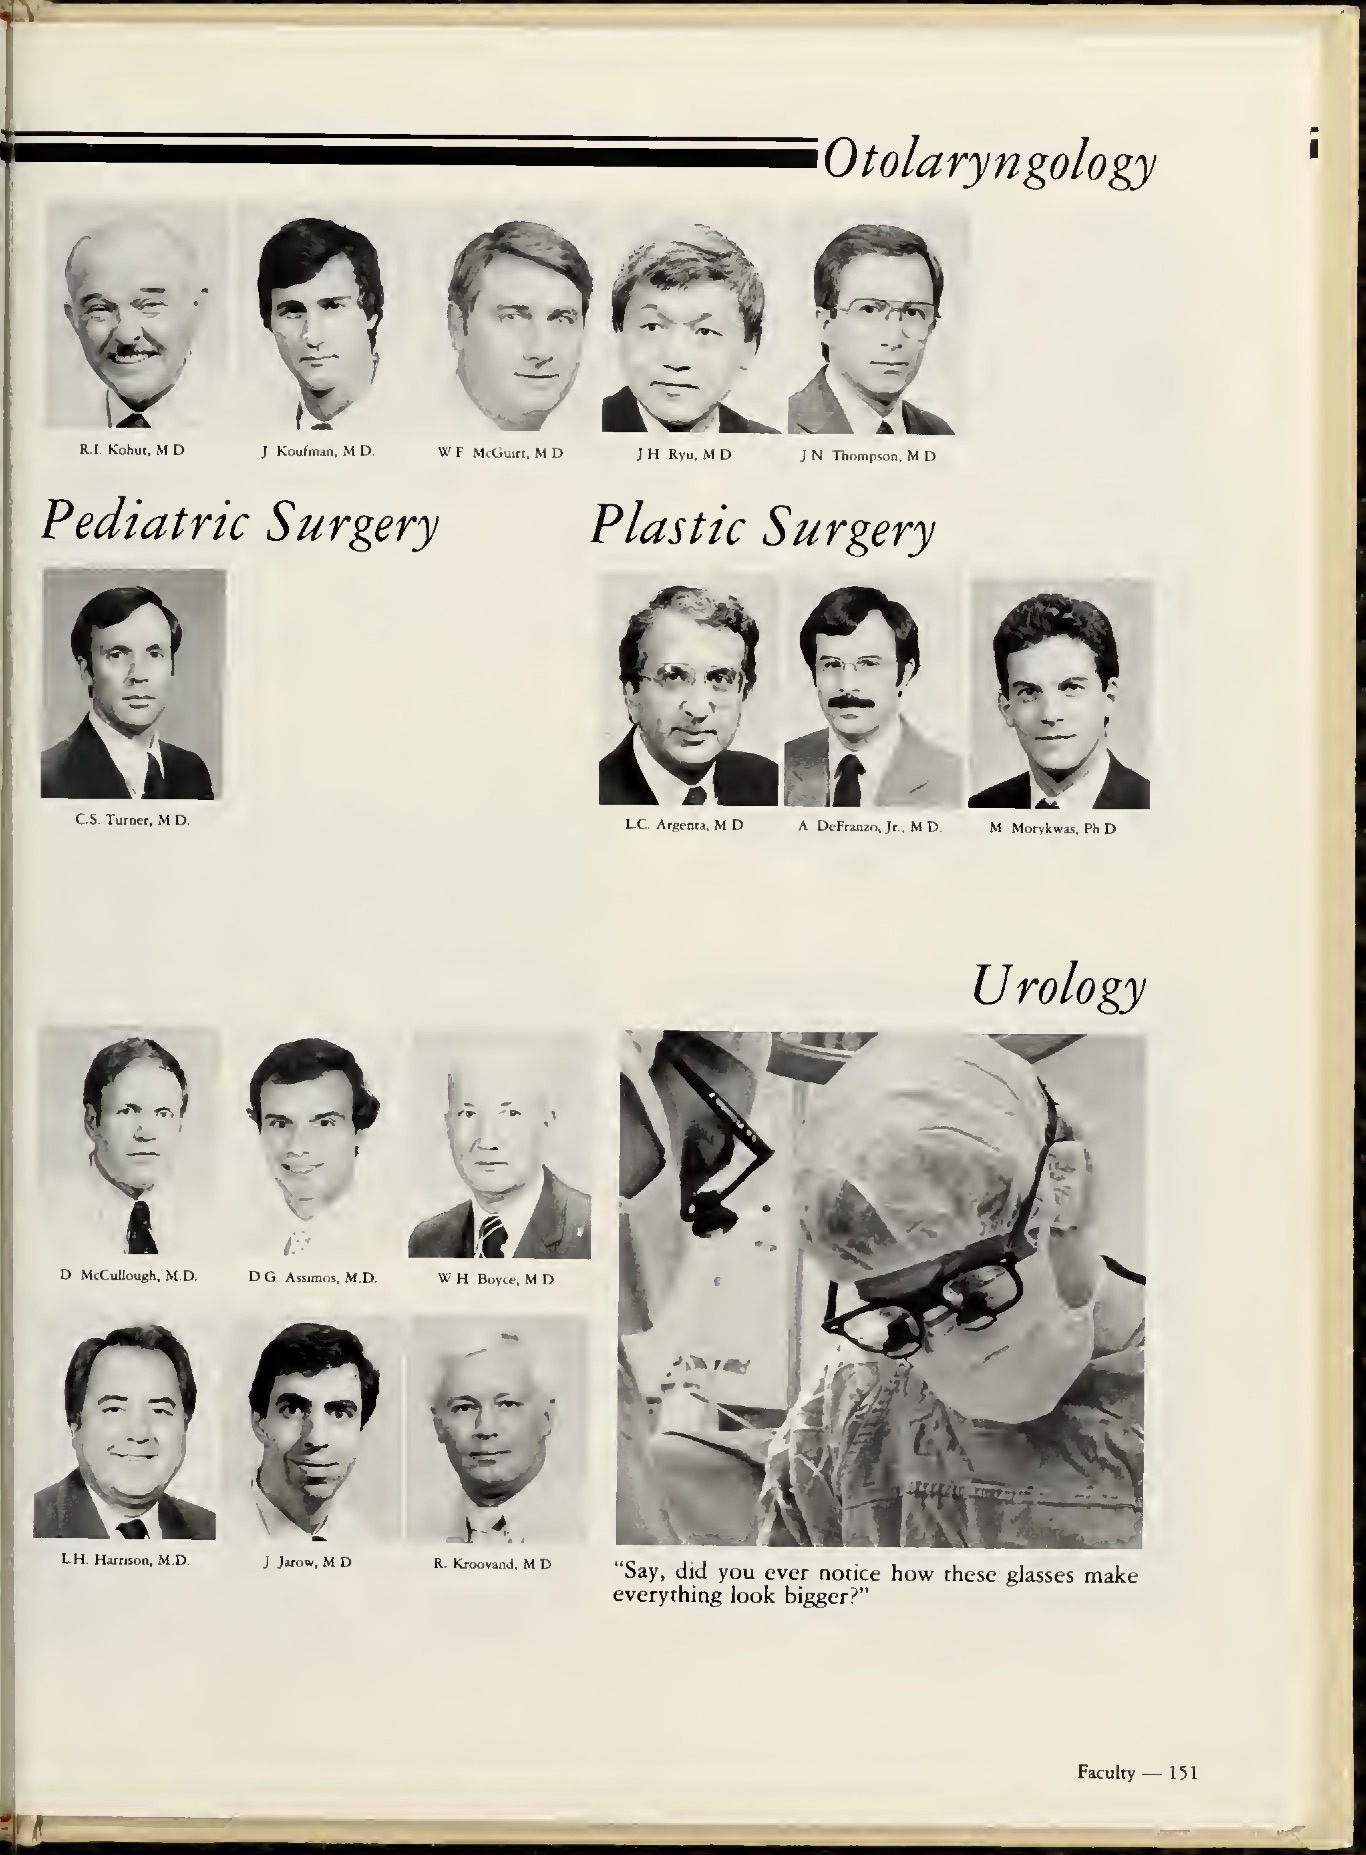 Otolaryngology
R.I. Kohut, M D
J Koufman, M D.
W F McGuirt, M D
J H Ryu, M D
J N Thompson, M D
Pediatric Surgery
C.S. Turner, M D.
Plastic Surgery
L.C. Argenta, M D
A DeFranzo, Jr., M D.
M Morykwas, Ph D
Urology
D McCullough, M.D.
D G Assimos, M.D.
W H Boyce, M D
L.H. Harrison, M.D.
J Jarow, M D
R. Kroovand, M D
"Say, did you ever notice how these glasses make
everything look bigger?"
Faculty — 151